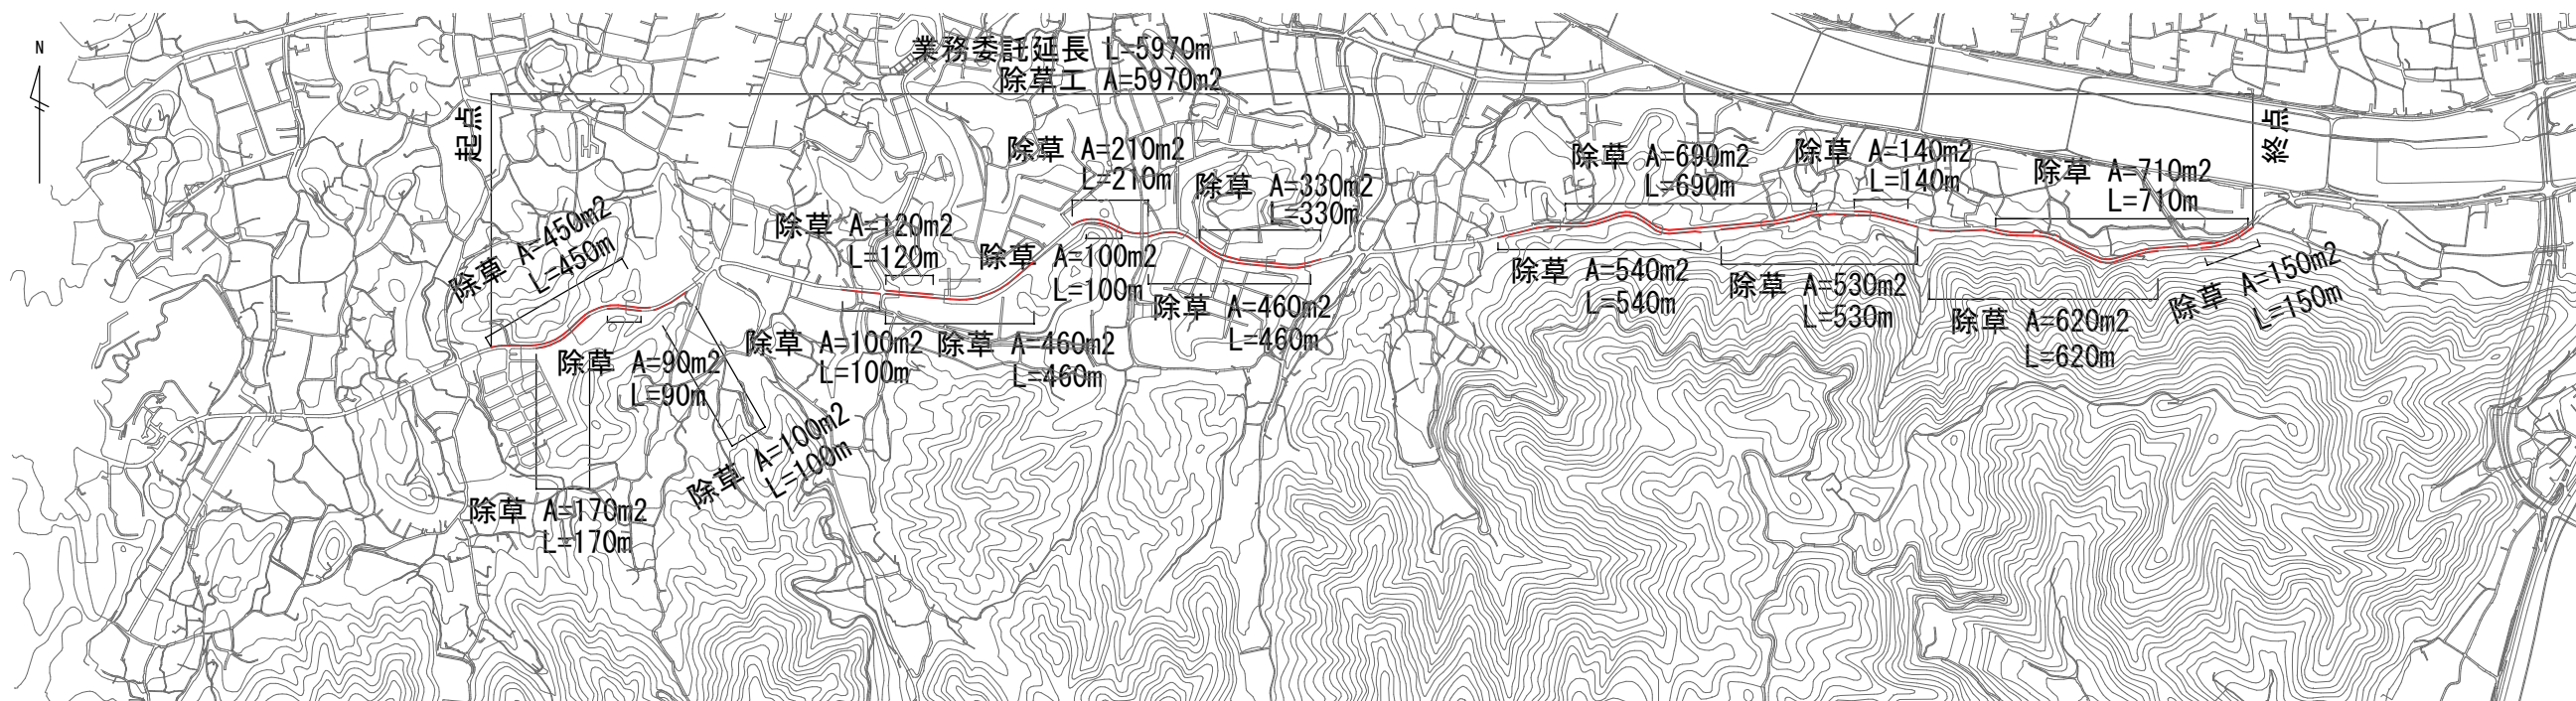 N
業務委託延長 L=5970m
除草工 A=5970m2
起点
終点
除草 A=450m2
L=450m
除草 A=120m2
L=120m
除草 A=210m2
L=210m
除草 A=100m2
L=100m
除草 A=330m2
L=330m
除草 A=690m2
L=690m
除草 A=140m2
L=140m
除草 A=710m2
L=710m
除草 A=170m2
L=170m
除草 A=90m2
L=90m
除草 A=100m2
L=100m
除草 A=100m2
L=100m
除草 A=460m2
L=460m
除草 A=460m2
L=460m
除草 A=540m2
L=540m
除草 A=530m2
L=530m
除草 A=620m2
L=620m
除草 A=150m2
L=150m